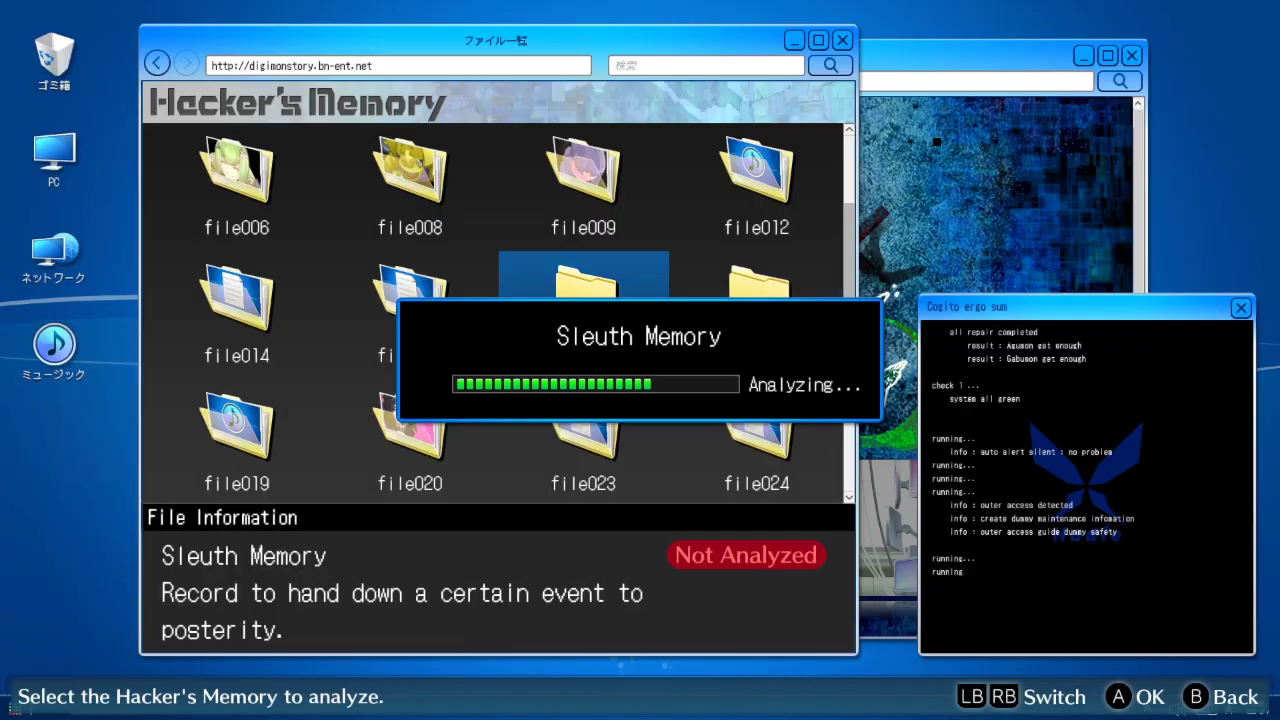 ゴミ箱
PC
ネットワーク
ミュージック
ファイル一覧
http://digimonstory.bn-ent.net
検索
Hacker's Memory
file006
file008
file009
file012
file014
fi
file019
file020
file023
file024
Sleuth Memory
Analyzing...
File Information
Sleuth Memory
Not Analyzed
Record to hand down a certain event to
posterity.
Cogito ergo sum
all repair completed
result : Agumon get enough
result : Gabumon get enough
check 1 ...
system all green
running...
info : auto alert silent : no problem
running...
running...
running...
info : outer access detected
info : create dummy maintenance infomation
info : outer access guide dummy safety
running...
running
Select the Hacker's Memory to analyze.
LB RB Switch
A OK
B Back